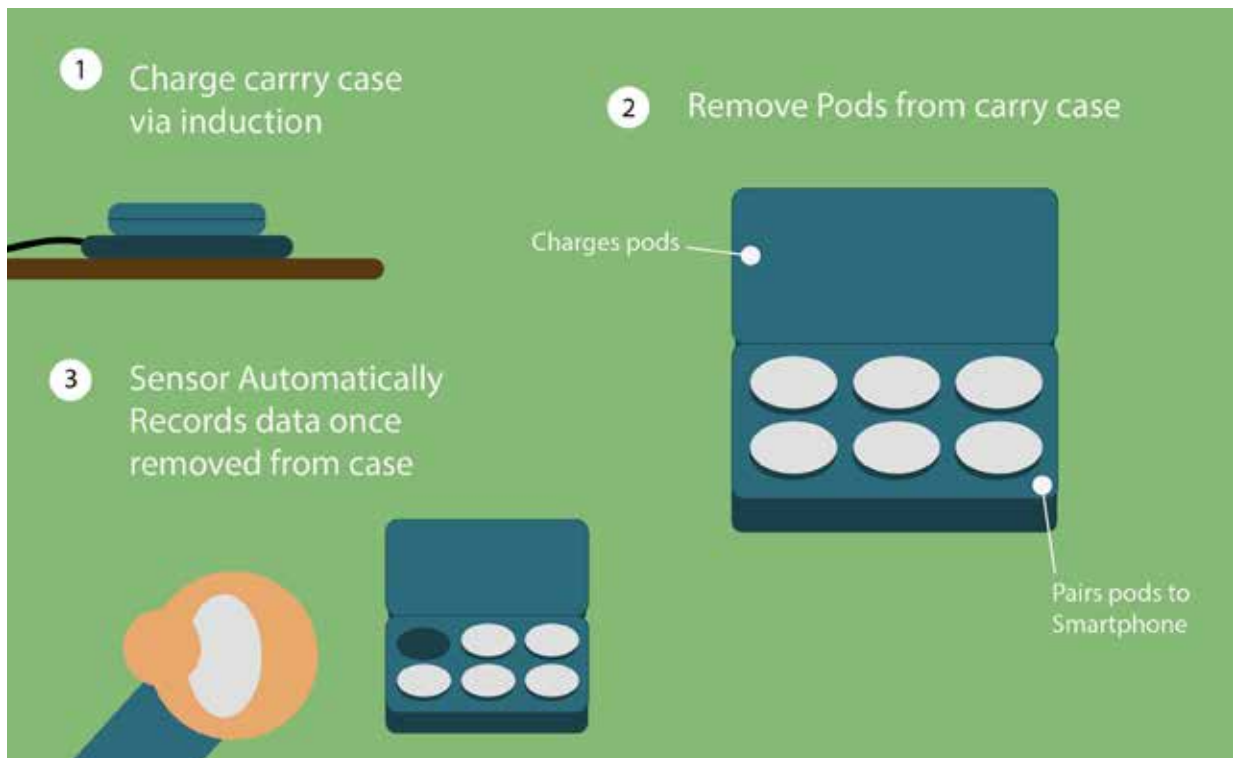 1
Charge carrry case
via induction
2
Remove Pods from carry case
Charges pods
Pairs pods to
Smartphone
3
Sensor Automatically
Records data once
removed from case